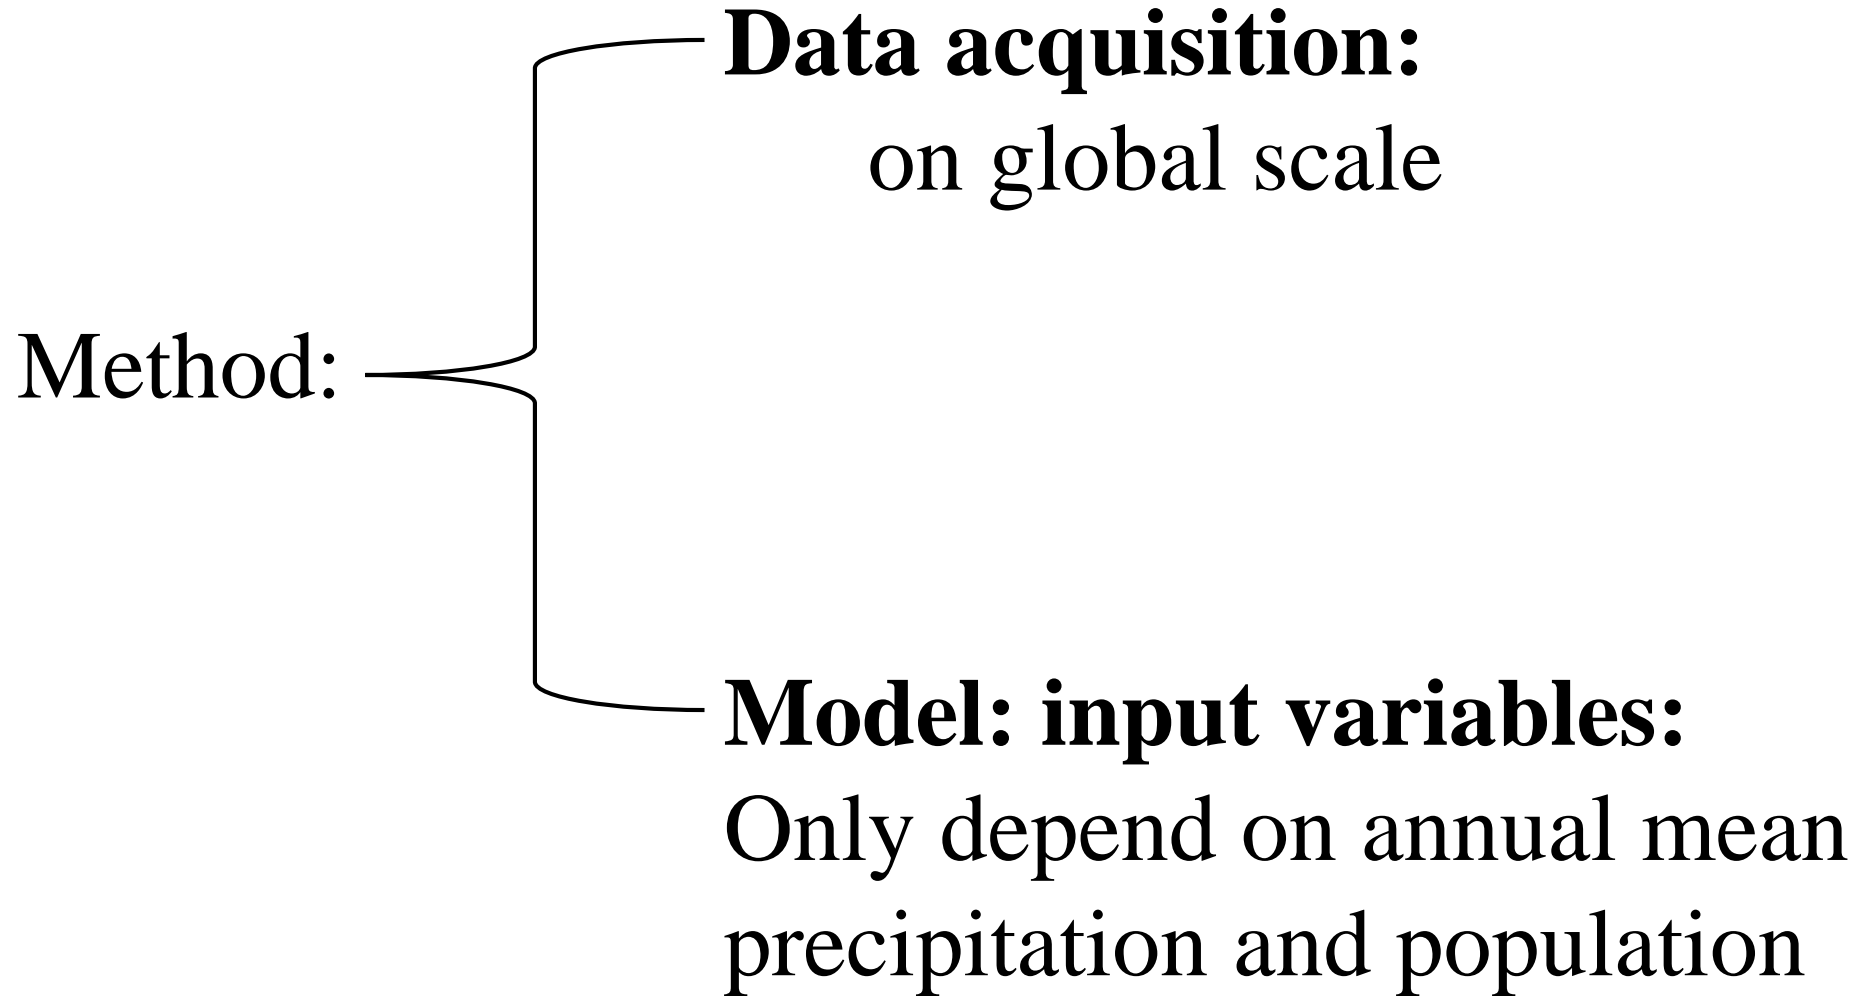 Data acquisition:
on global scale
Method:
Model: input variables:
Only depend on annual mean
precipitation and population